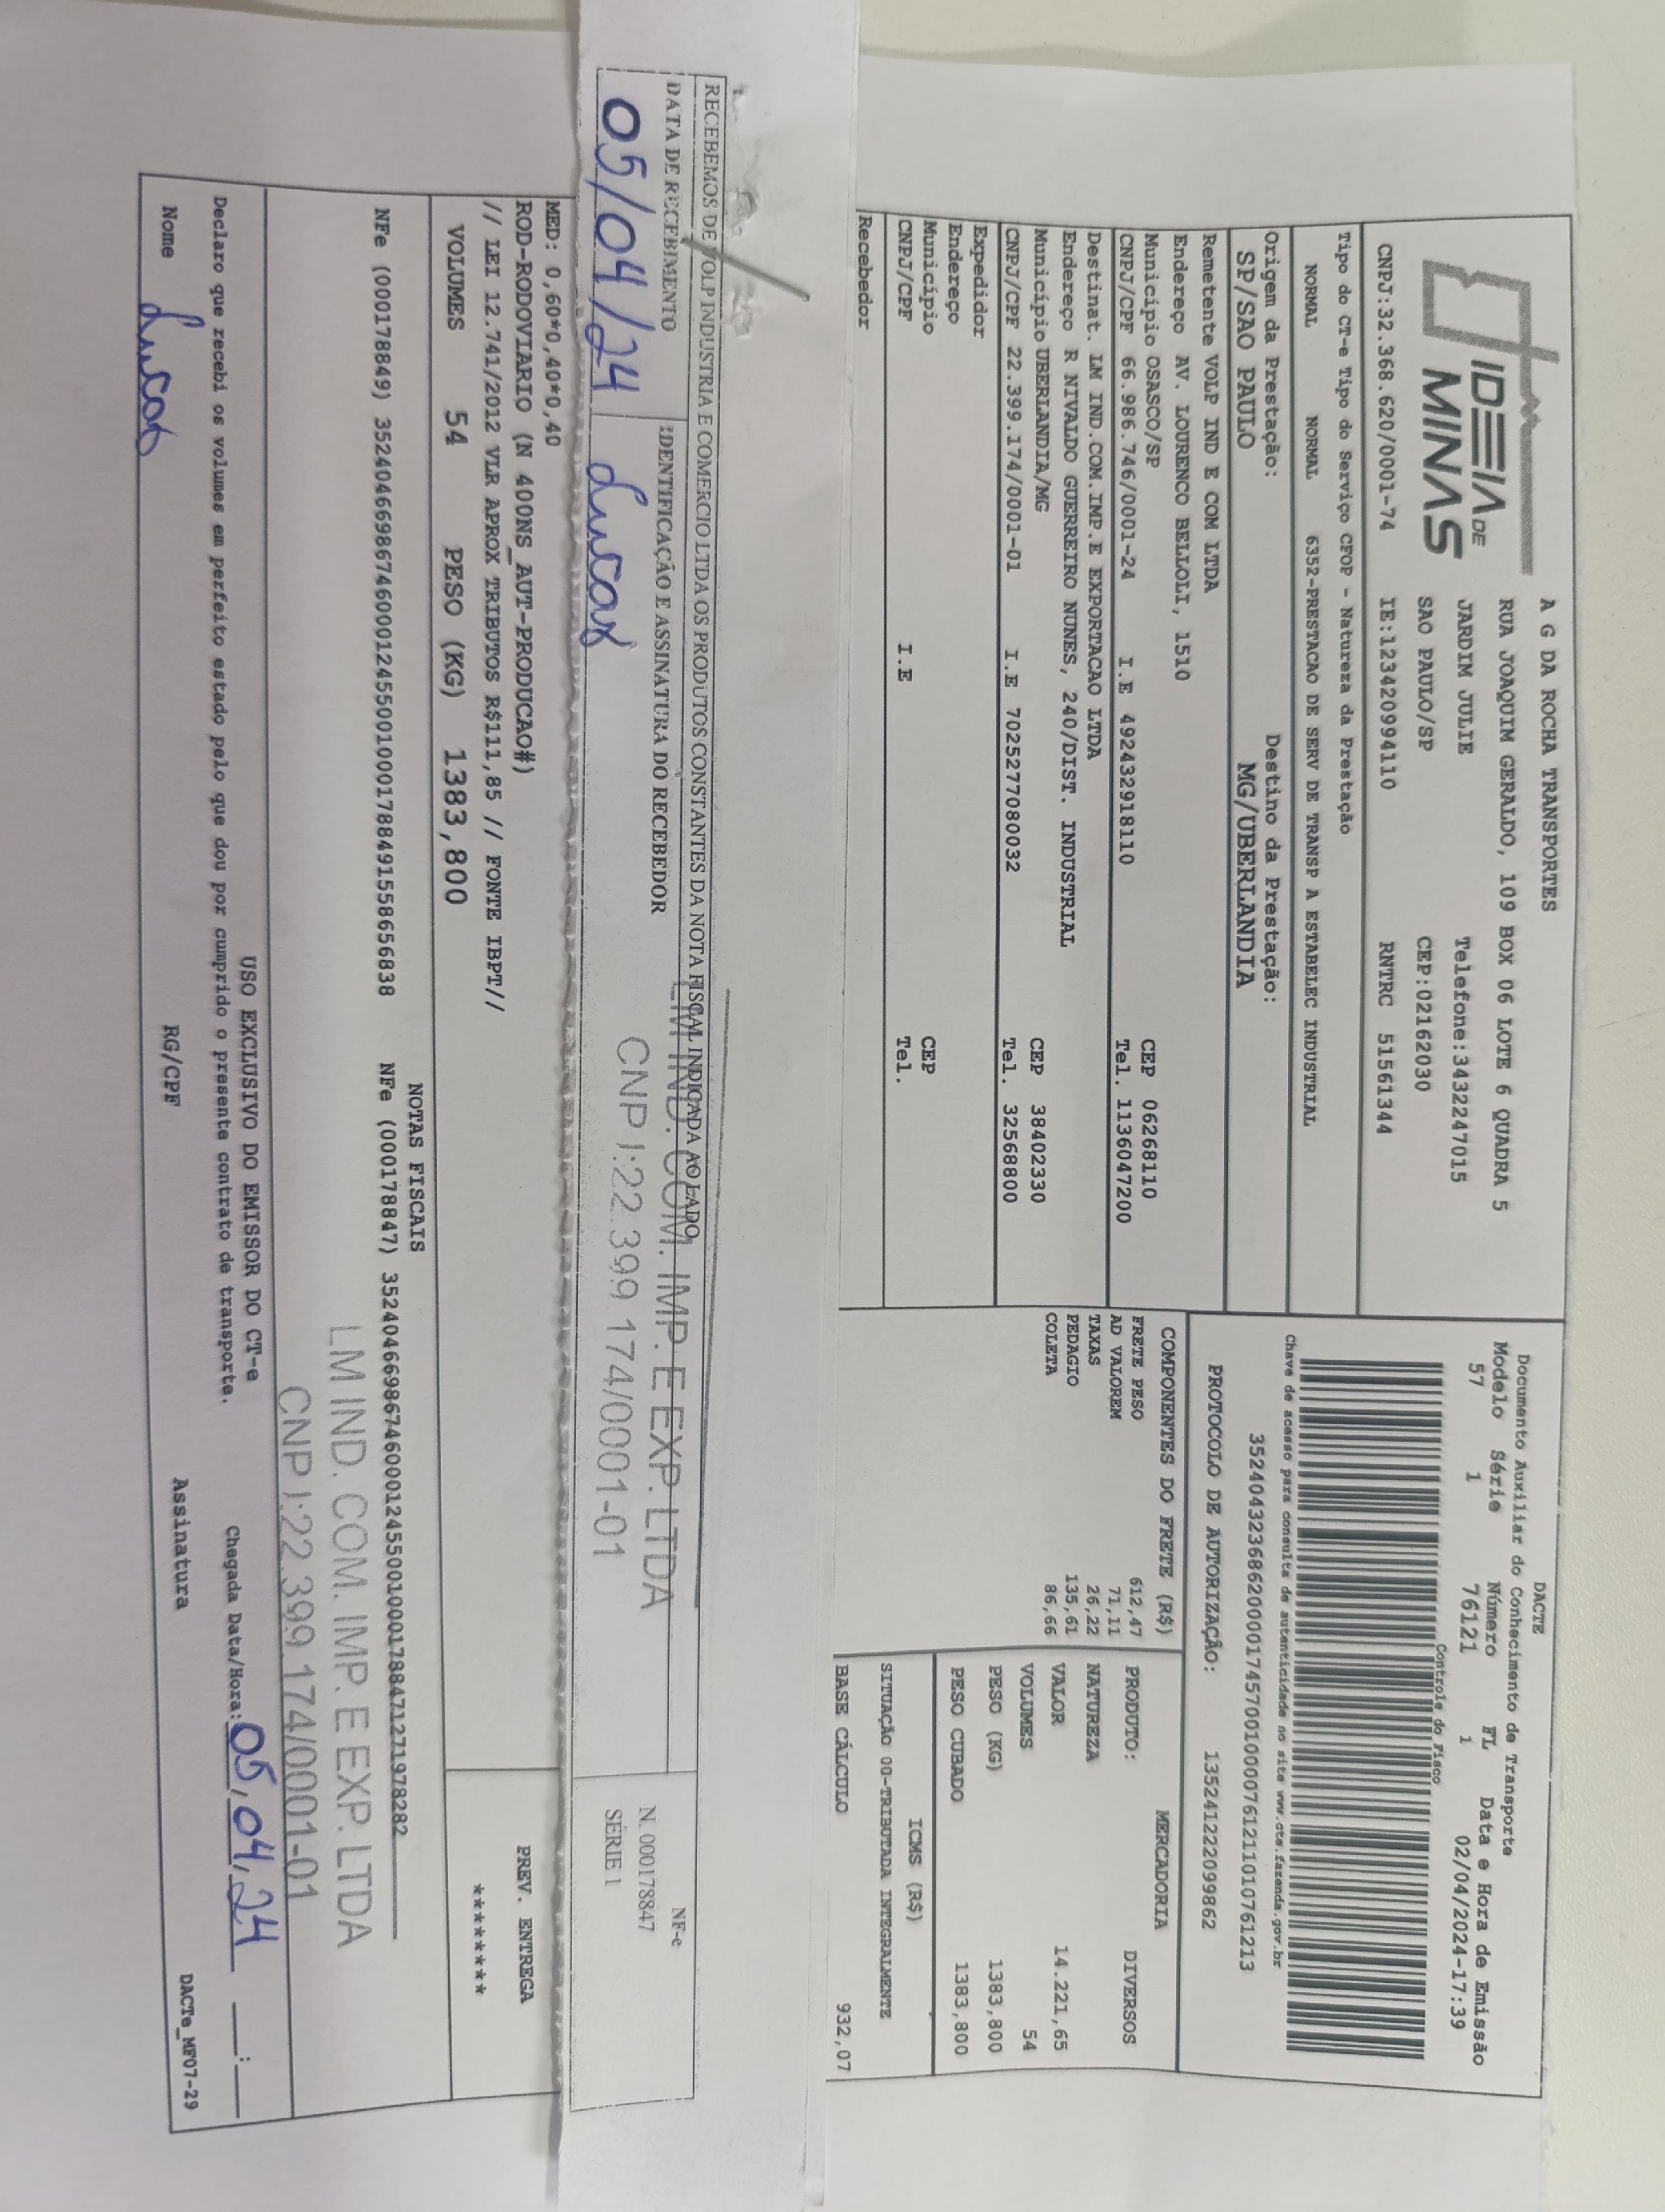 IDEIA DE
MINAS
A G DA ROCHA TRANSPORTES
RUA JOAQUIM GERALDO, 109 BOX 06 LOTE 6 QUADRA 5
JARDIM JULIE Telefone:3432247015
SAO PAULO/SP CEP:02162030
CNPJ:32.368.620/0001-74 IE:123420994110 RNTRC 51561344
Tipo do CT-e Tipo do Serviço CFOP - Natureza da Prestação
NORMAL NORMAL 6352-PRESTACAO DE SERV DE TRANSP A ESTABELEC INDUSTRIAL
Origem da Prestação: Destino da Prestação:
SP/SAO PAULO MG/UBERLANDIA
Remetente VOLP IND E COM LTDA
Endereço AV. LOURENCO BELLOLI, 1510
Município OSASCO/SP CEP 06268110
CNPJ/CPF 66.986.746/0001-24 I.E 492432918110 Tel. 1136047200
Destinat. LM IND.COM.IMP.E EXPORTACAO LTDA
Endereço R NIVALDO GUERREIRO NUNES, 240/DIST. INDUSTRIAL
Município UBERLANDIA/MG CEP 38402330
CNPJ/CPF 22.399.174/0001-01 I.E 7025277080032 Tel. 32568800
Expedidor
Endereço
Município CEP
CNPJ/CPF I.E Tel.
Recebedor
DACTE
Documento Auxiliar do Conhecimento de Transporte
Modelo Série Número FL Data e Hora de Emissão
57 1 76121 1 02/04/2024-17:39
Controle do Fisco
Chave de acesso para consulta de autenticidade no site www.cte.fazenda.gov.br
35240432368620000174570010000761211010761213
PROTOCOLO DE AUTORIZAÇÃO: 135241222099862
COMPONENTES DO FRETE (R$)
FRETE PESO 612,47
AD VALOREM 71,11
TAXAS 26,22
PEDAGIO 135,61
COLETA 86,66
MERCADORIA
PRODUTO: DIVERSOS
NATUREZA
VALOR 14.221,65
VOLUMES 54
PESO (KG) 1383,800
PESO CUBADO 1383,800
ICMS (R$)
SITUAÇÃO 00-TRIBUTADA INTEGRALMENTE
BASE CÁLCULO 932,07
RECEBEMOS DE VOLP INDUSTRIA E COMERCIO LTDA OS PRODUTOS CONSTANTES DA NOTA FISCAL INDICADA AO LADO
DATA DE RECEBIMENTO
IDENTIFICAÇÃO E ASSINATURA DO RECEBEDOR
05/04/24 Lucas
LM IND. COM. IMP. E EXP. LTDA
CNPJ:22.399.174/0001-01
NF-e
N. 000178847
SÉRIE 1
MED: 0,60*0,40*0,40
ROD-RODOVIARIO (N 400NS_AUT-PRODUCAO#)
// LEI 12.741/2012 VLR APROX TRIBUTOS R$111,85 // FONTE IBPT//
VOLUMES 54 PESO (KG) 1383,800
PREV. ENTREGA
********
NOTAS FISCAIS
NFe (000178849) 35240466986746000124550010001788491558656838 NFe (000178847) 35240466986746000124550010001788471271978282
LM IND. COM. IMP. E EXP. LTDA
CNPJ:22.399.174/0001-01
USO EXCLUSIVO DO EMISSOR DO CT-e
Declaro que recebi os volumes em perfeito estado pelo que dou por cumprido o presente contrato de transporte. Chegada Data/Hora: 05/04/24 __:__
Nome Lucas RG/CPF Assinatura
DACTe_MF07-29